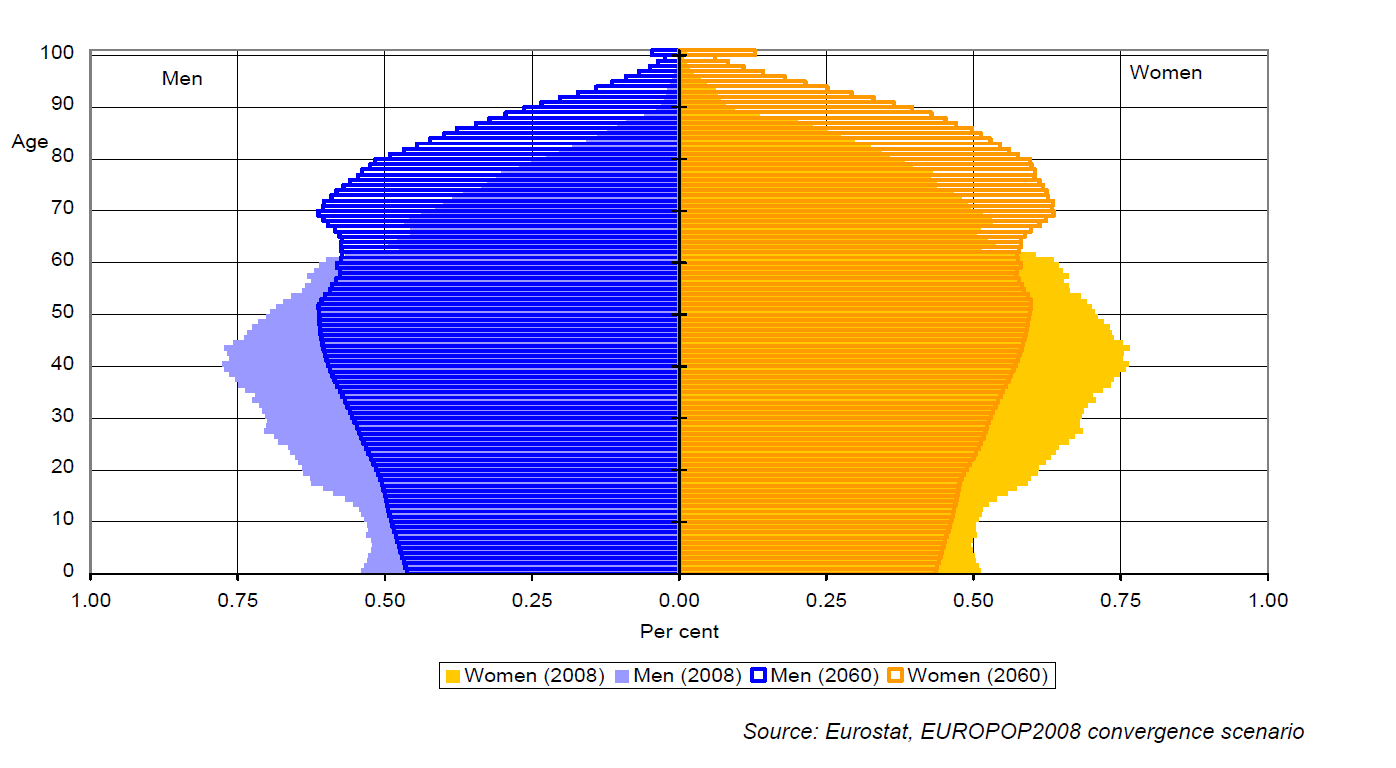 100
Men
Women
90
Age
80
70
60
50
40
30
20
10
0
1.00 0.75 0.50 0.25 0.00 0.25 0.50 0.75 1.00
Per cent
Women (2008) Men (2008) Men (2060) Women (2060)
Source: Eurostat, EUROPOP2008 convergence scenario